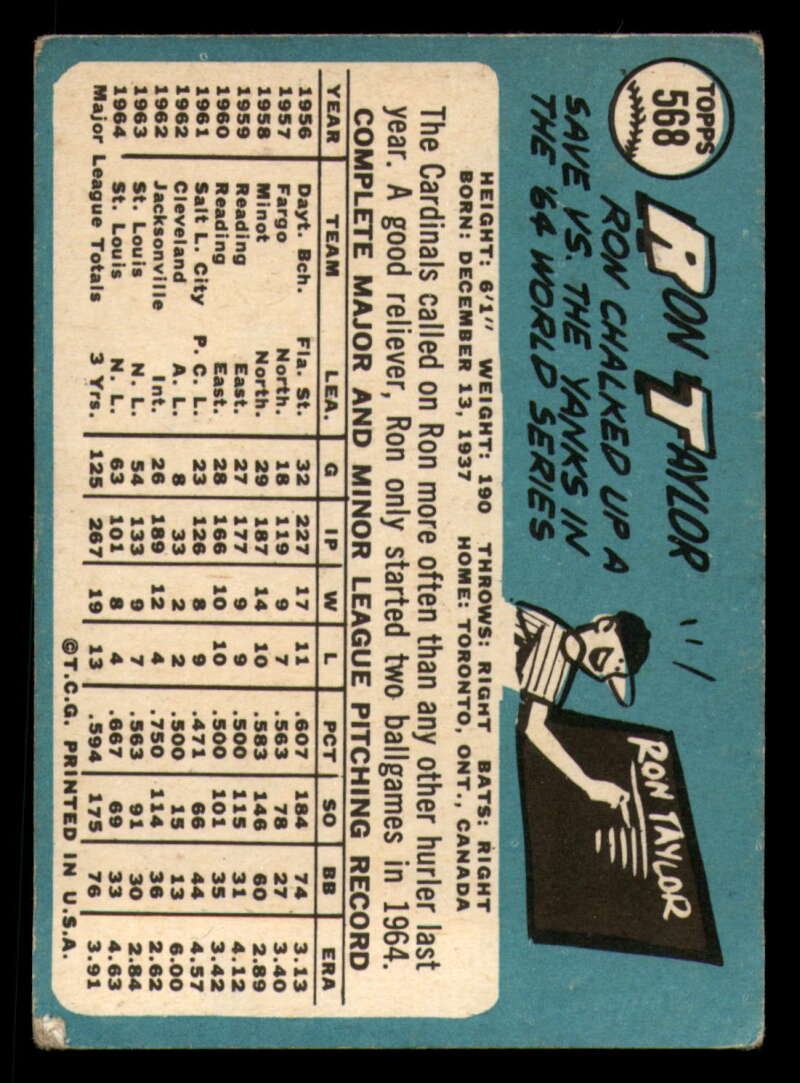 TOPPS
568
RON TAYLOR
RON CHALKED UP A
SAVE VS. THE YANKS IN
THE '64 WORLD SERIES
RON TAYLOR
HEIGHT: 6'1" WEIGHT: 190 THROWS: RIGHT BATS: RIGHT
BORN: DECEMBER 13, 1937 HOME: TORONTO, ONT., CANADA
The Cardinals called on Ron more often than any other hurler last
year. A good reliever, Ron only started two ballgames in 1964.
COMPLETE MAJOR AND MINOR LEAGUE PITCHING RECORD
YEAR TEAM LEA. G IP W L PCT SO BB ERA
1956 Dayt. Bch. Fla. St. 32 227 17 11 .607 184 74 3.13
1957 Fargo North. 18 119 9 7 .563 78 27 3.40
1958 Minot North. 29 187 14 10 .583 146 60 2.89
1959 Reading East. 27 177 9 9 .500 115 31 4.12
1960 Reading East. 28 166 10 10 .500 101 35 3.42
1961 Salt L. City P. C. L. 23 126 8 9 .471 66 44 4.57
1962 Cleveland A. L. 8 33 2 2 .500 15 13 6.00
1962 Jacksonville Int. 26 189 12 4 .750 114 36 2.62
1963 St. Louis N. L. 54 133 9 7 .563 91 30 2.84
1964 St. Louis N. L. 63 101 8 4 .667 69 33 4.63
Major League Totals 3 Yrs. 125 267 19 13 .594 175 76 3.91
©T.C.G. PRINTED IN U.S.A.